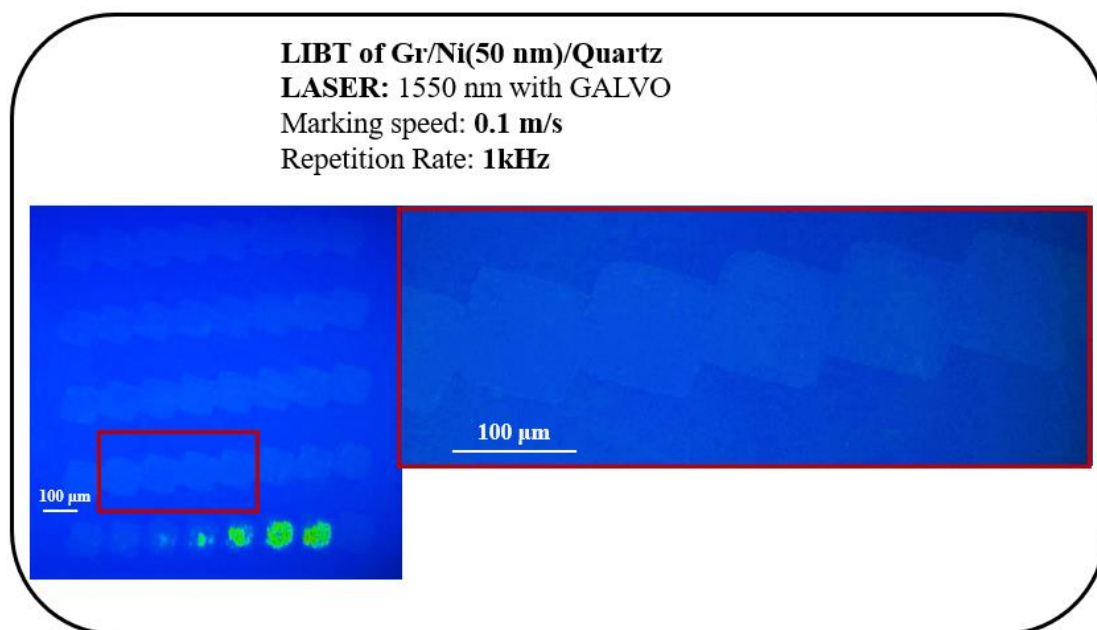 LIBT of Gr/Ni(50 nm)/Quartz
LASER: 1550 nm with GALVO
Marking speed: 0.1 m/s
Repetition Rate: 1kHz
100 μm
100 μm